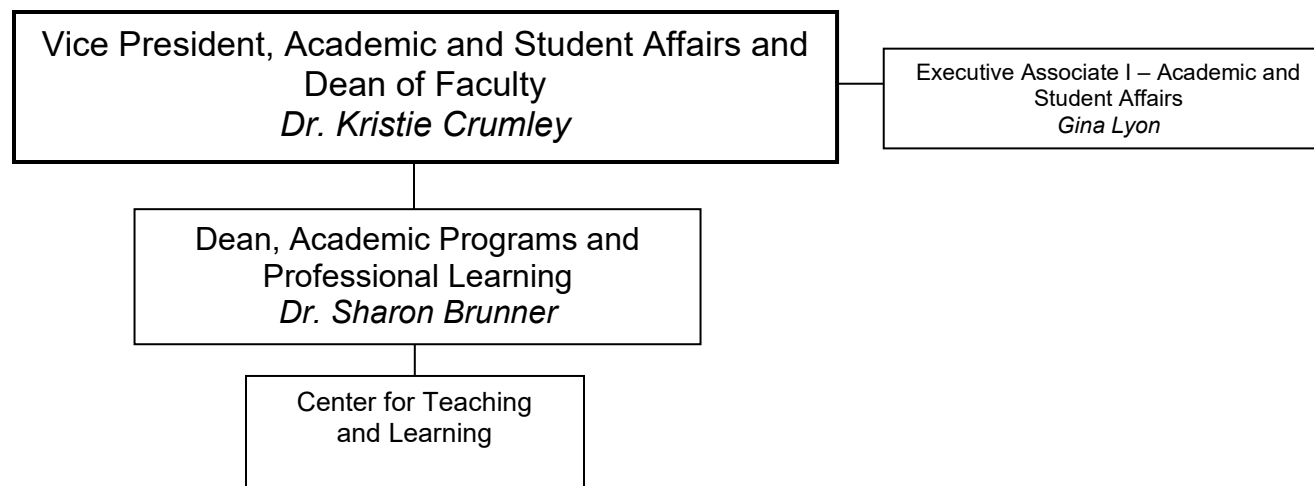 Vice President, Academic and Student Affairs and
Dean of Faculty
Dr. Kristie Crumley
Executive Associate I – Academic and
Student Affairs
Gina Lyon
Dean, Academic Programs and
Professional Learning
Dr. Sharon Brunner
Center for Teaching
and Learning